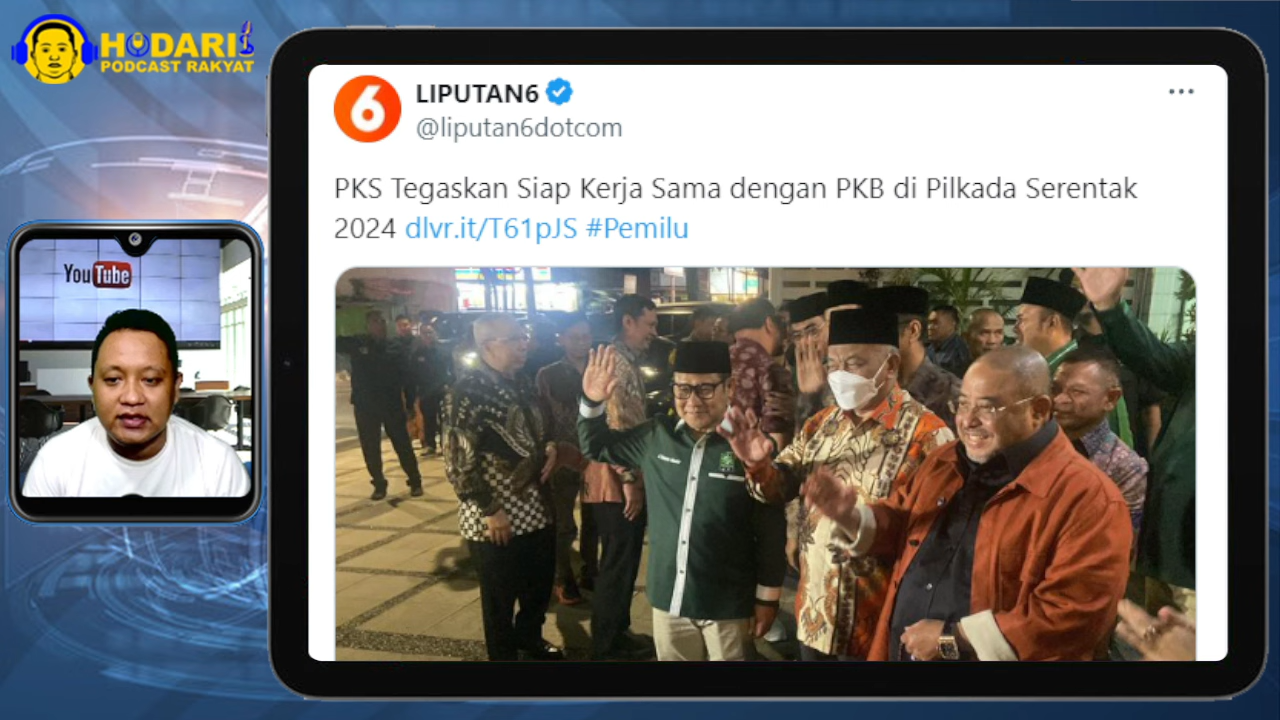 HODARI
PODCAST RAKYAT
LIPUTAN6
@liputan6dotcom
PKS Tegaskan Siap Kerja Sama dengan PKB di Pilkada Serentak
2024 dlvr.it/T61pJS #Pemilu
YouTube